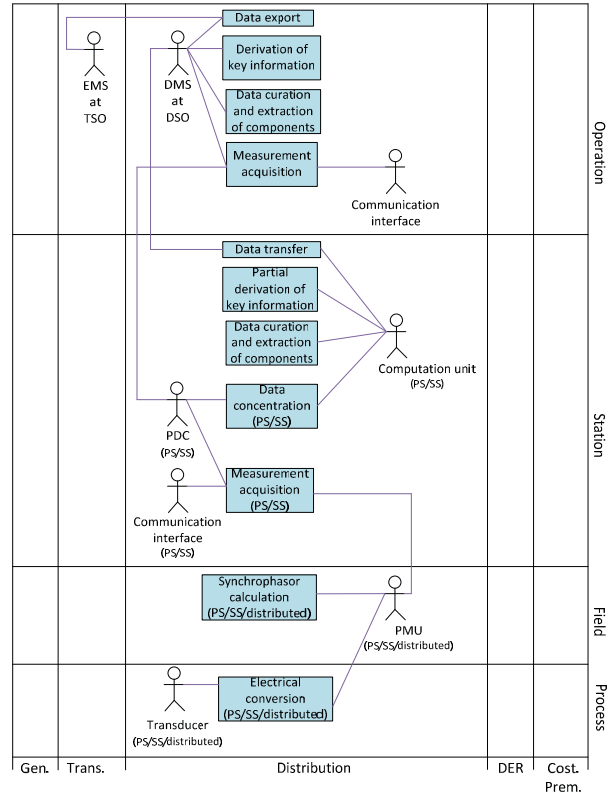 Data export
EMS
at
TSO
DMS
at
DSO
Derivation of
key information
Data curation
and extraction
of components
Measurement
acquisition
Communication
interface
Operation
Data transfer
Partial
derivation of
key information
Data curation
and extraction
of components
Computation unit
(PS/SS)
Data
concentration
(PS/SS)
PDC
(PS/SS)
Measurement
acquisition
(PS/SS)
Communication
interface
(PS/SS)
Station
Synchrophasor
calculation
(PS/SS/distributed)
PMU
(PS/SS/distributed)
Field
Electrical
conversion
(PS/SS/distributed)
Transducer
(PS/SS/distributed)
Process
Gen.
Trans.
Distribution
DER
Cost.
Prem.